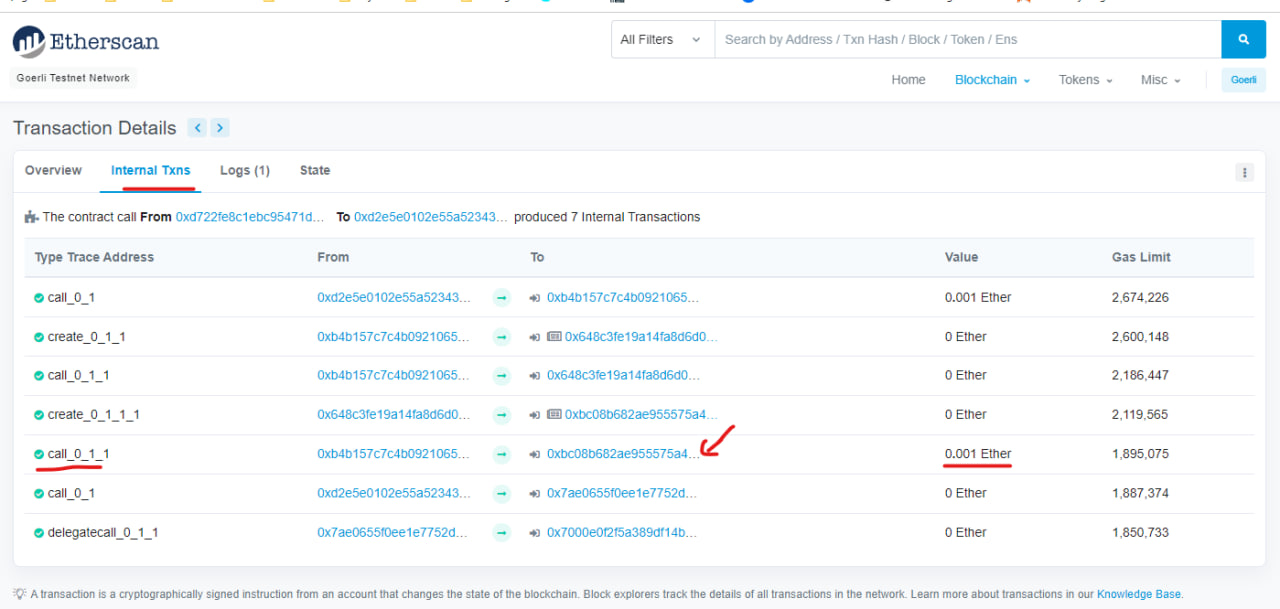 Etherscan
All Filters
Search by Address / Txn Hash / Block / Token / Ens
Goerli Testnet Network
Home Blockchain Tokens Misc Goerli
Transaction Details
Overview Internal Txns Logs (1) State
The contract call From 0xd722fe8c1ebc95471d... To 0xd2e5e0102e55a52343... produced 7 Internal Transactions
Type Trace Address From To Value Gas Limit
call_0_1 0xd2e5e0102e55a52343... 0xb4b157c7c4b0921065... 0.001 Ether 2,674,226
create_0_1_1 0xb4b157c7c4b0921065... 0x648c3fe19a14fa8d6d0... 0 Ether 2,600,148
call_0_1_1 0xb4b157c7c4b0921065... 0x648c3fe19a14fa8d6d0... 0 Ether 2,186,447
create_0_1_1_1 0x648c3fe19a14fa8d6d0... 0xbc08b682ae955575a4... 0 Ether 2,119,565
call_0_1_1 0xb4b157c7c4b0921065... 0xbc08b682ae955575a4... 0.001 Ether 1,895,075
call_0_1 0xd2e5e0102e55a52343... 0x7ae0655f0ee1e7752d... 0 Ether 1,887,374
delegatecall_0_1_1 0x7ae0655f0ee1e7752d... 0x7000e0f2f5a389df14b... 0 Ether 1,850,733
A transaction is a cryptographically signed instruction from an account that changes the state of the blockchain. Block explorers track the details of all transactions in the network. Learn more about transactions in our Knowledge Base.